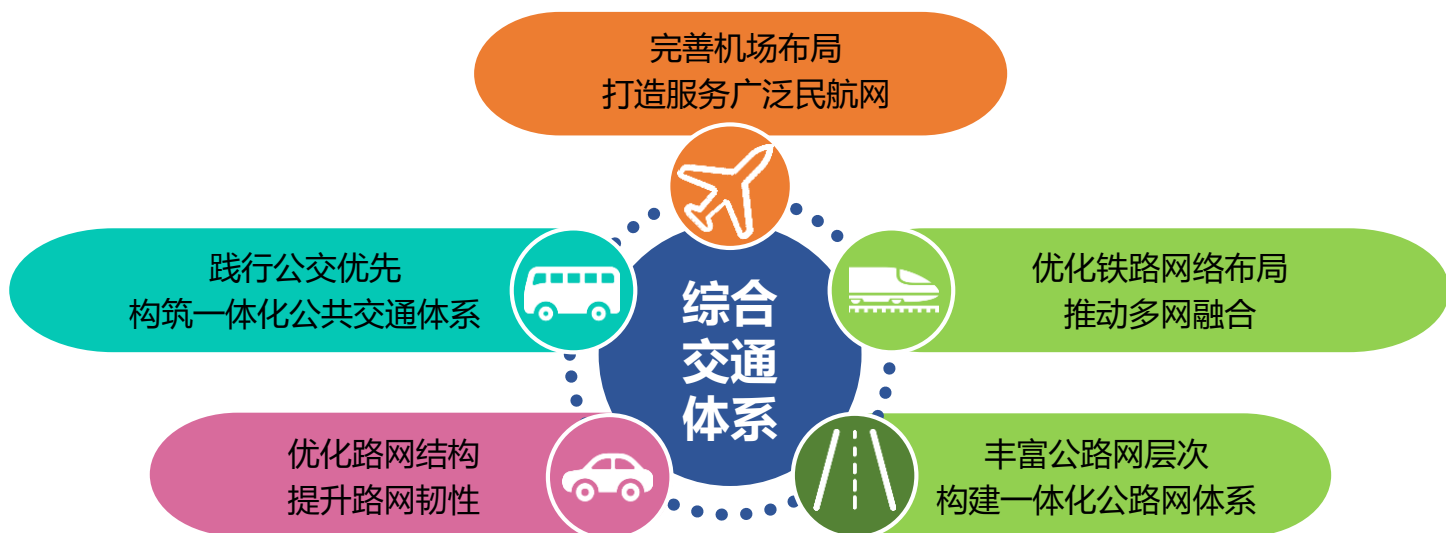 完善机场布局
打造服务广泛民航网
践行公交优先
构筑一体化公共交通体系
优化铁路网络布局
推动多网融合
综合
交通
体系
优化路网结构
提升路网韧性
丰富公路网层次
构建一体化公路网体系